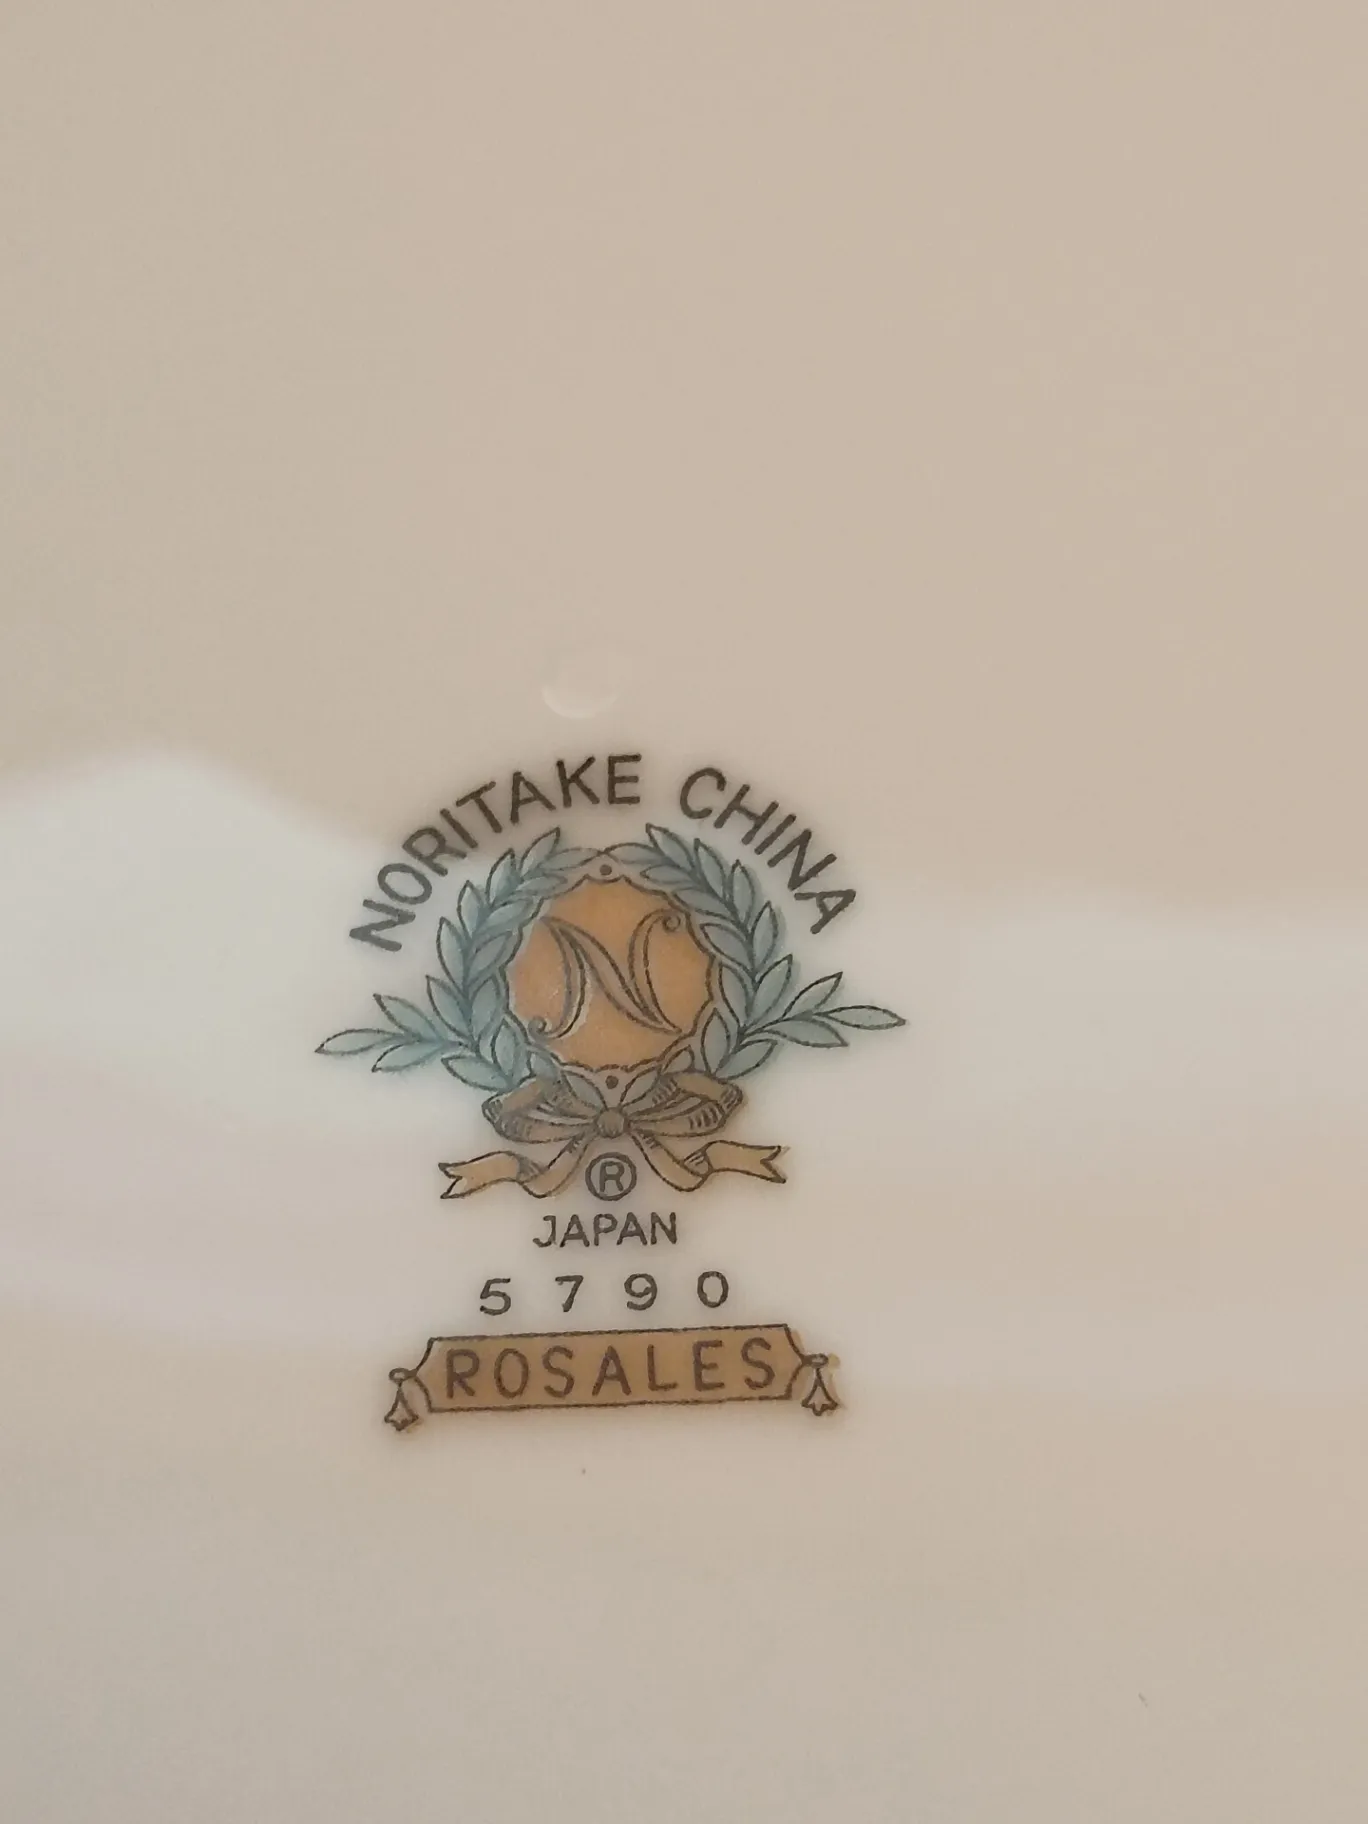 NORITAKE CHINA
N
®
JAPAN
5790
ROSALES